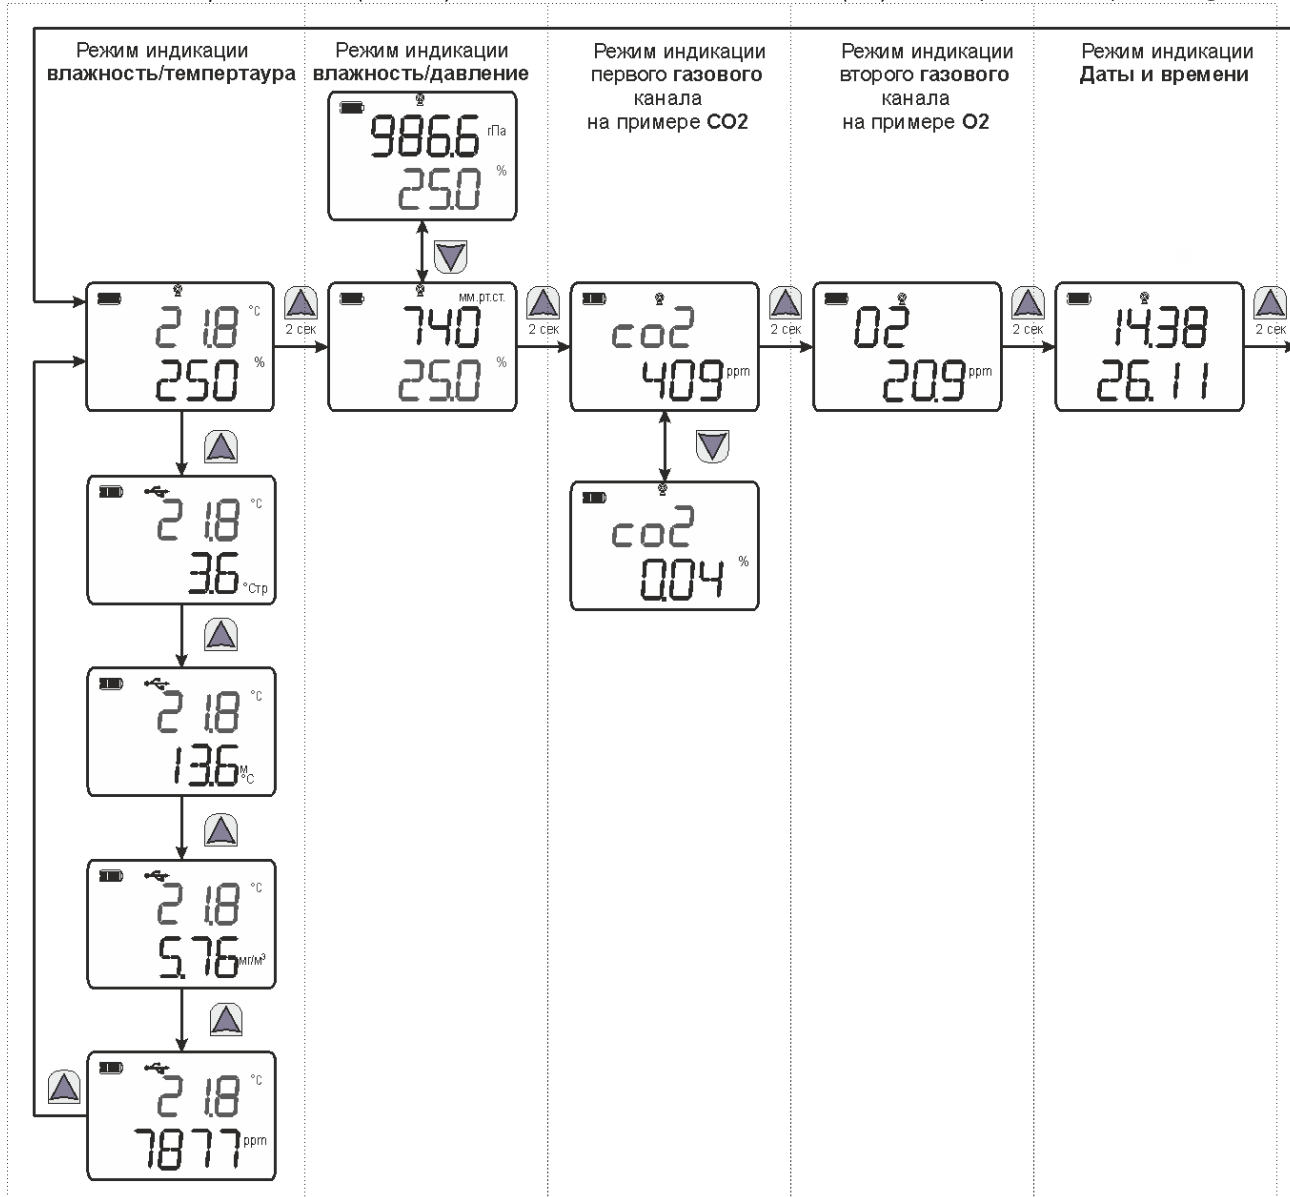 Режим индикации
влажность/темпертаура
Режим индикации
влажность/давление
Режим индикации
первого газового
канала
на примере CO2
Режим индикации
второго газового
канала
на примере O2
Режим индикации
Даты и времени
986.6 гПа
25.0 %
21.8 °C
250 %
2 сек
мм.рт.ст.
740
25.0 %
2 сек
co2
409 ppm
2 сек
02
20.9 ppm
2 сек
14.38
26.11
2 сек
21.8 °C
3.6 °Cтр
co2
0.04 %
21.8 °C
13.6 м °C
21.8 °C
5.76 мг/м³
21.8 °C
7877 ppm